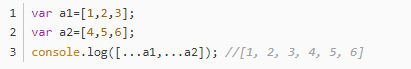 1 var a1=[1,2,3];
2 var a2=[4,5,6];
3 console.log([...a1,...a2]); //[1, 2, 3, 4, 5, 6]